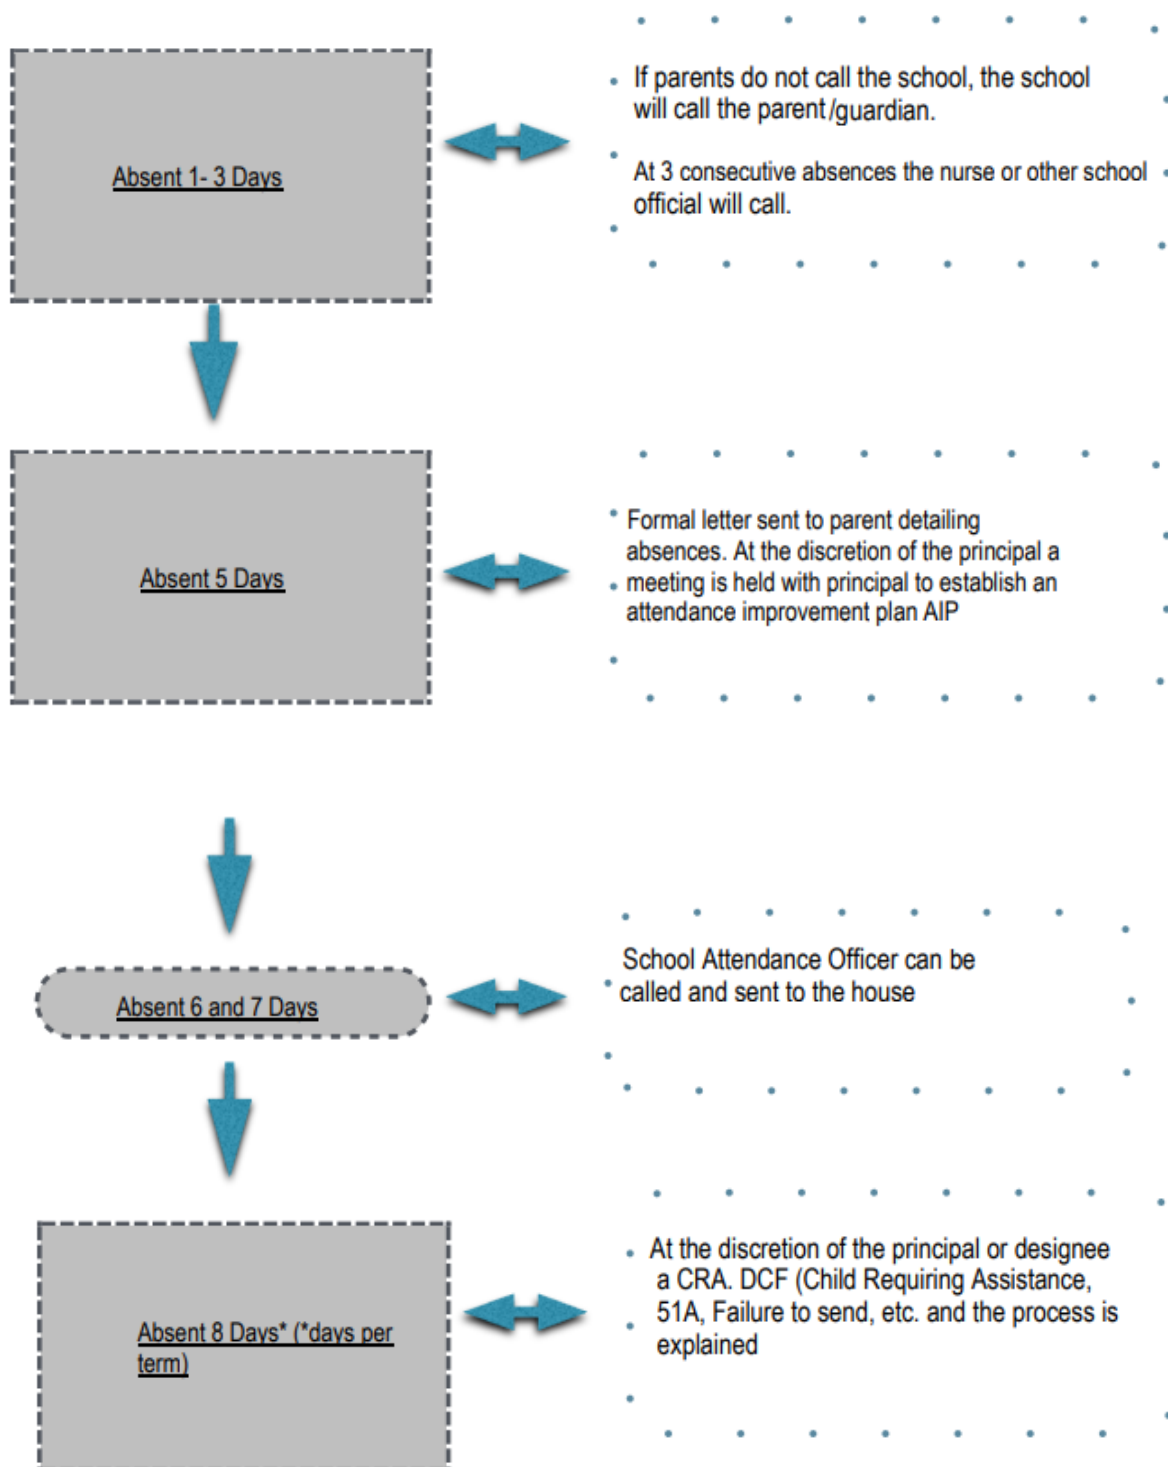 If parents do not call the school, the school
will call the parent/guardian.
Absent 1- 3 Days
At 3 consecutive absences the nurse or other school
official will call.
Formal letter sent to parent detailing
absences. At the discretion of the principal a
Absent 5 Days
meeting is held with principal to establish an
attendance improvement plan AIP
School Attendance Officer can be
called and sent to the house
Absent 6 and 7 Days
At the discretion of the principal or designee
a CRA. DCF (Child Requiring Assistance,
51A, Failure to send, etc. and the process is
explained
Absent 8 Days* (*days per
term)